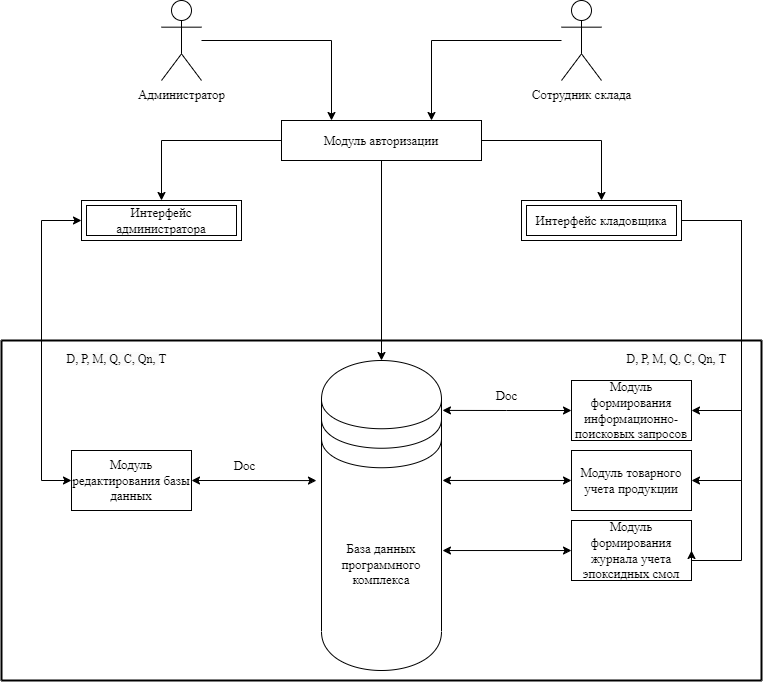 Администратор
Сотрудник склада
Модуль авторизации
Интерфейс
администратора
Интерфейс кладовщика
D, P, M, Q, C, Qn, T
D, P, M, Q, C, Qn, T
Doc
Модуль
формирования
информационно-
поисковых запросов
Модуль
редактирования базы
данных
Doc
Модуль товарного
учета продукции
База данных
программного
комплекса
Модуль
формирования
журнала учета
эпоксидных смол